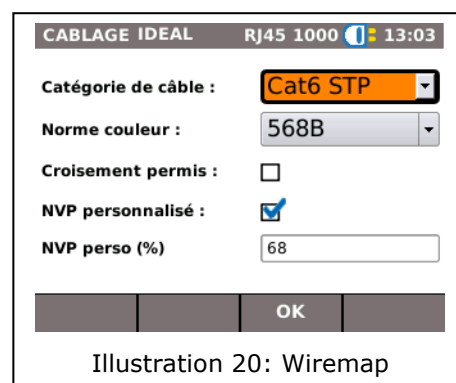 CABLAGE IDEAL RJ45 1000 13:03
Catégorie de câble : Cat6 STP
Norme couleur : 568B
Croisement permis :
NVP personnalisé :
NVP perso (%) 68
OK
Illustration 20: Wiremap